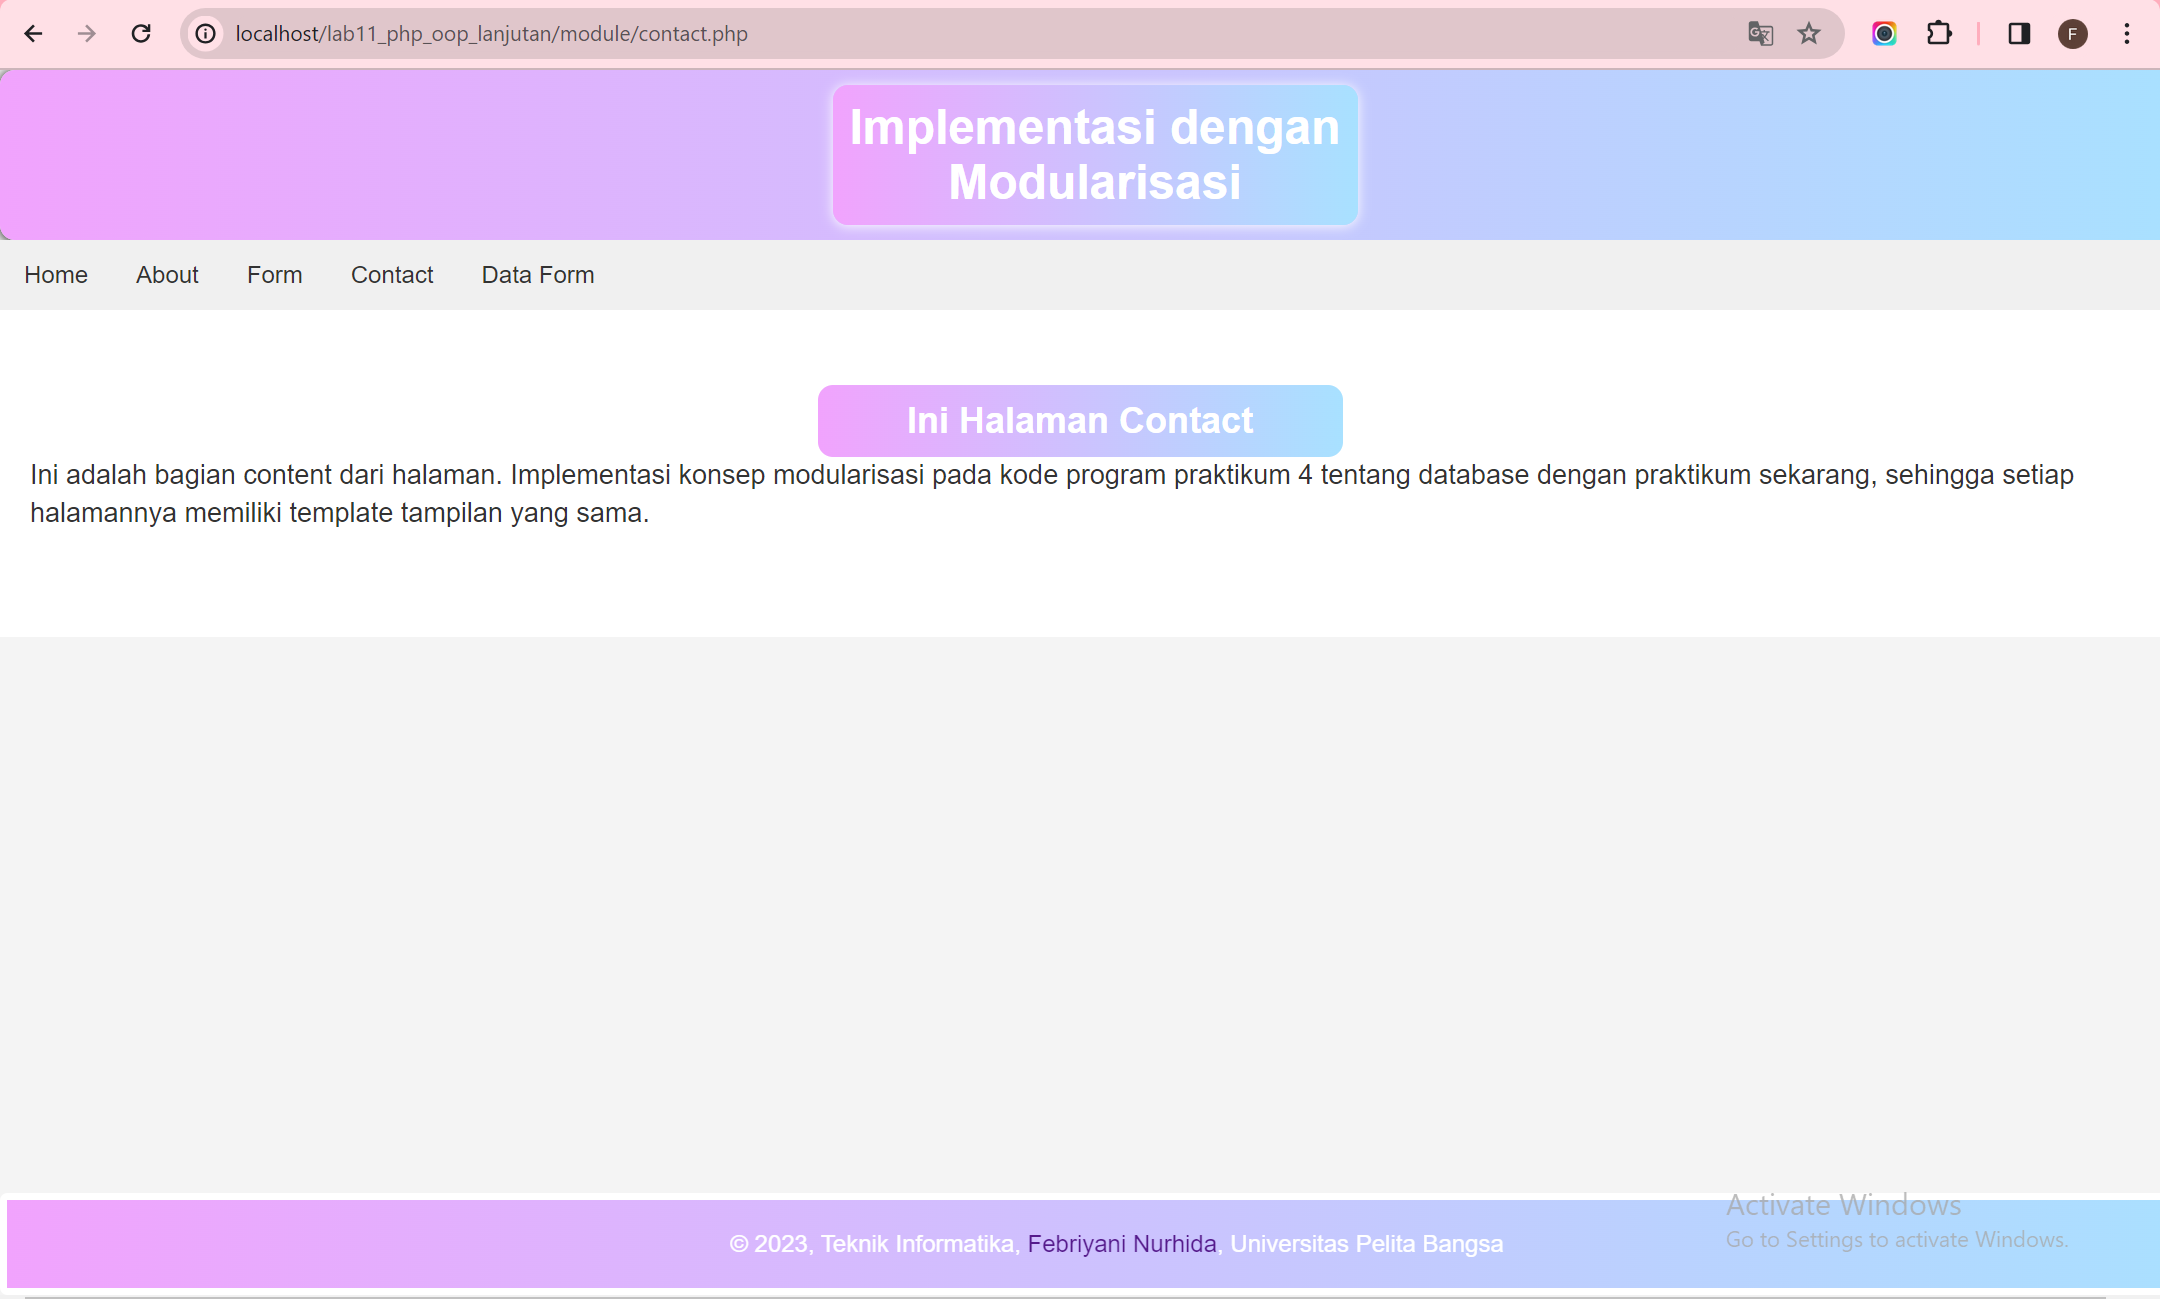 localhost/lab11_php_oop_lanjutan/module/contact.php
F
Implementasi dengan
Modularisasi
Home About Form Contact Data Form
Ini Halaman Contact
Ini adalah bagian content dari halaman. Implementasi konsep modularisasi pada kode program praktikum 4 tentang database dengan praktikum sekarang, sehingga setiap
halamannya memiliki template tampilan yang sama.
Activate Windows
Go to Settings to activate Windows.
© 2023, Teknik Informatika, Febriyani Nurhida, Universitas Pelita Bangsa